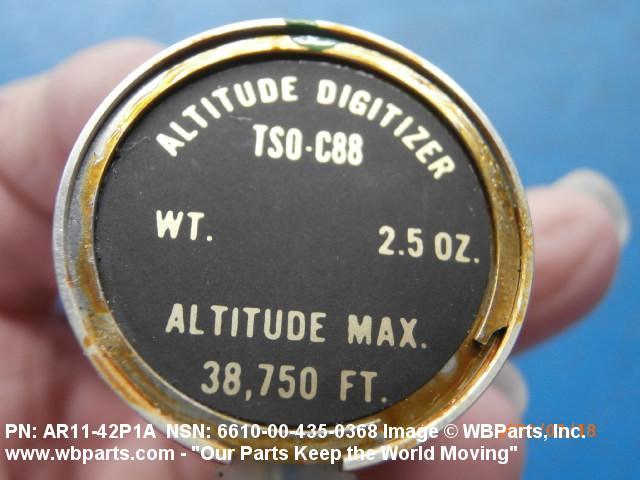 ALTITUDE DIGITIZER
TSO-C88
WT. 2.5 OZ.
ALTITUDE MAX.
38,750 FT.
PN: AR11-42P1A NSN: 6610-00-435-0368 Image © WBParts, Inc.
www.wbparts.com - "Our Parts Keep the World Moving"